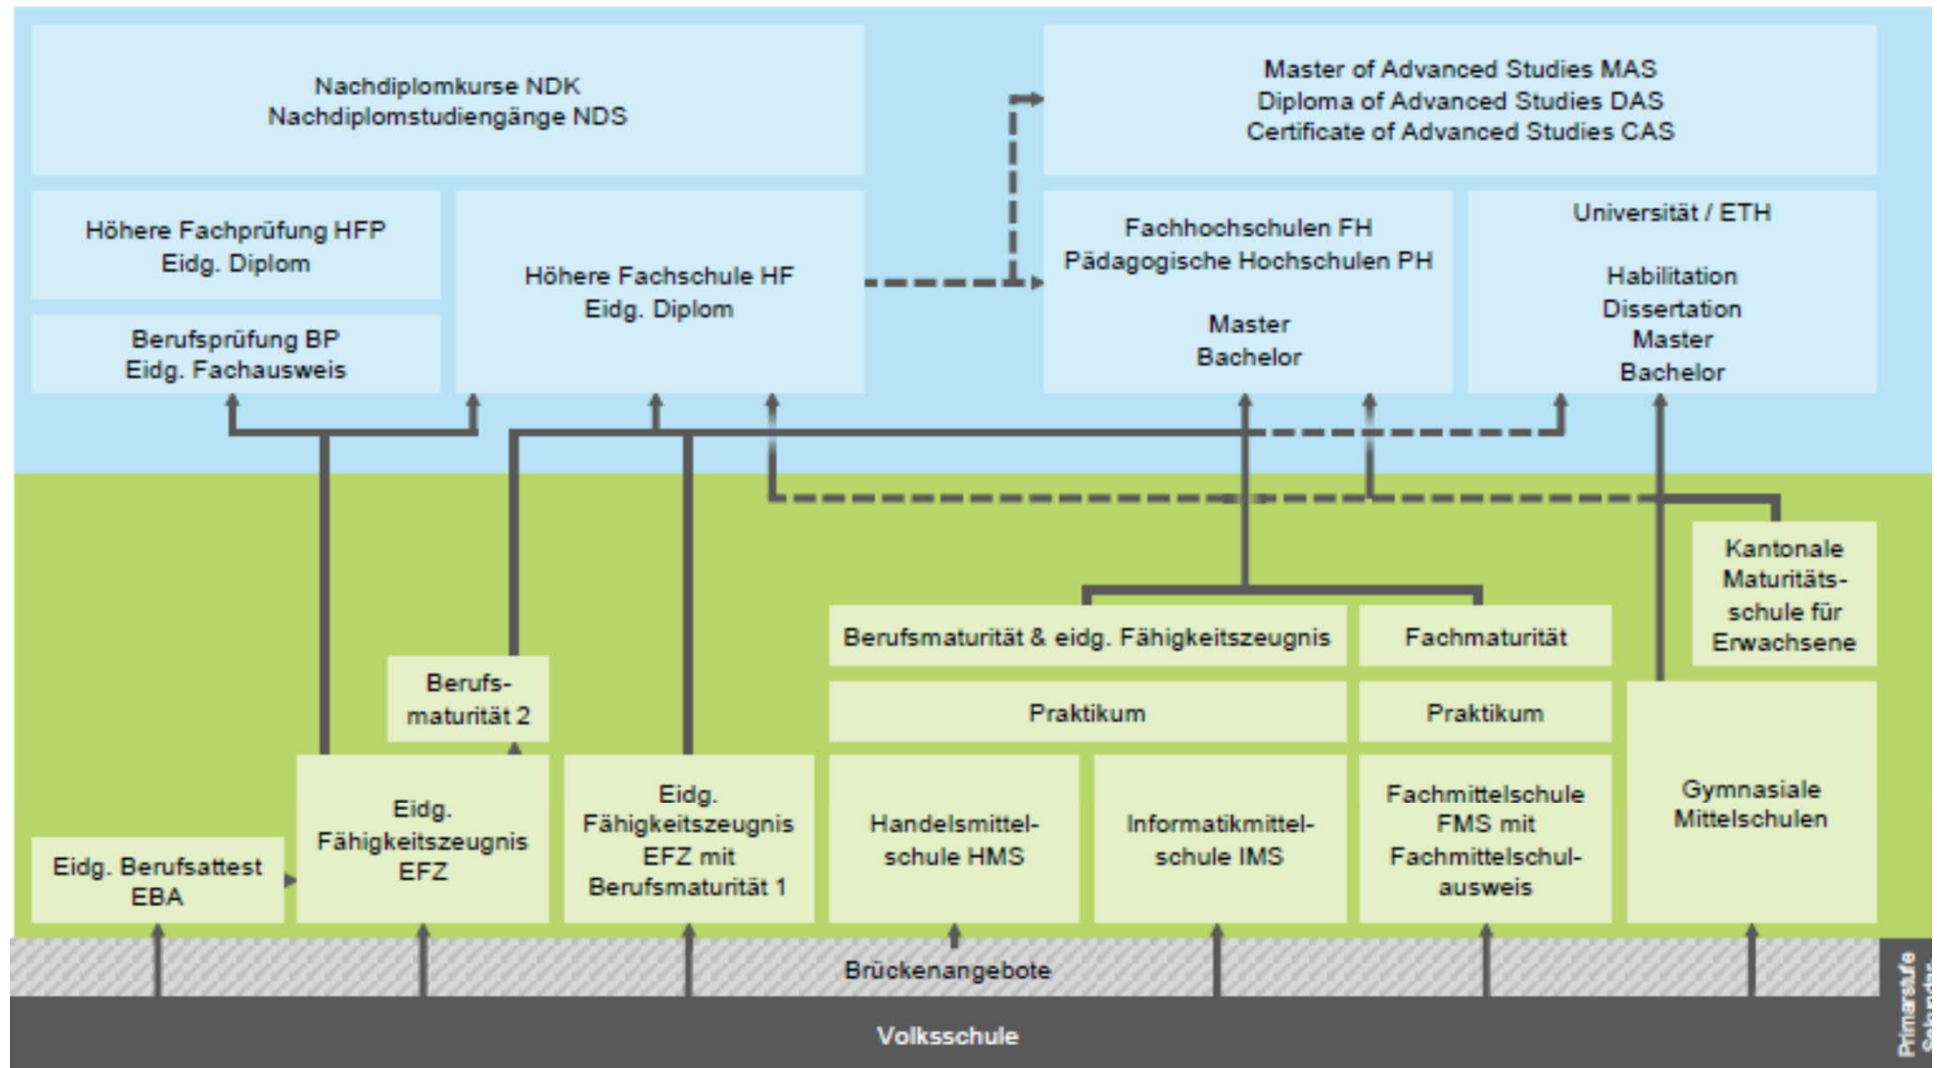 Nachdiplomkurse NDK
Nachdiplomstudiengänge NDS
Master of Advanced Studies MAS
Diploma of Advanced Studies DAS
Certificate of Advanced Studies CAS
Höhere Fachprüfung HFP
Eidg. Diplom
Berufsprüfung BP
Eidg. Fachausweis
Höhere Fachschule HF
Eidg. Diplom
Fachhochschulen FH
Pädagogische Hochschulen PH
Master
Bachelor
Universität / ETH
Habilitation
Dissertation
Master
Bachelor
Kantonale
Maturitäts-
schule für
Erwachsene
Berufsmaturität & eidg. Fähigkeitszeugnis
Fachmaturität
Berufs-
maturität 2
Praktikum
Praktikum
Eidg. Berufsattest
EBA
Eidg.
Fähigkeitszeugnis
EFZ
Eidg.
Fähigkeitszeugnis
EFZ mit
Berufsmaturität 1
Handelsmittel-
schule HMS
Informatikmittel-
schule IMS
Fachmittelschule
FMS mit
Fachmittelschul-
ausweis
Gymnasiale
Mittelschulen
Brückenangebote
Volksschule
Primarstufe